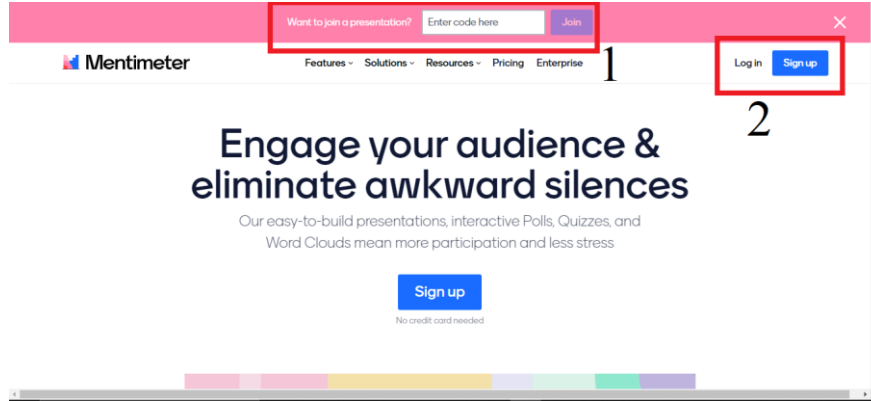 Want to join a presentation? Enter code here Join
Mentimeter Features Solutions Resources Pricing Enterprise 1 Log in Sign up
2
Engage your audience &
eliminate awkward silences
Our easy-to-build presentations, interactive Polls, Quizzes, and
Word Clouds mean more participation and less stress
Sign up
No credit card needed